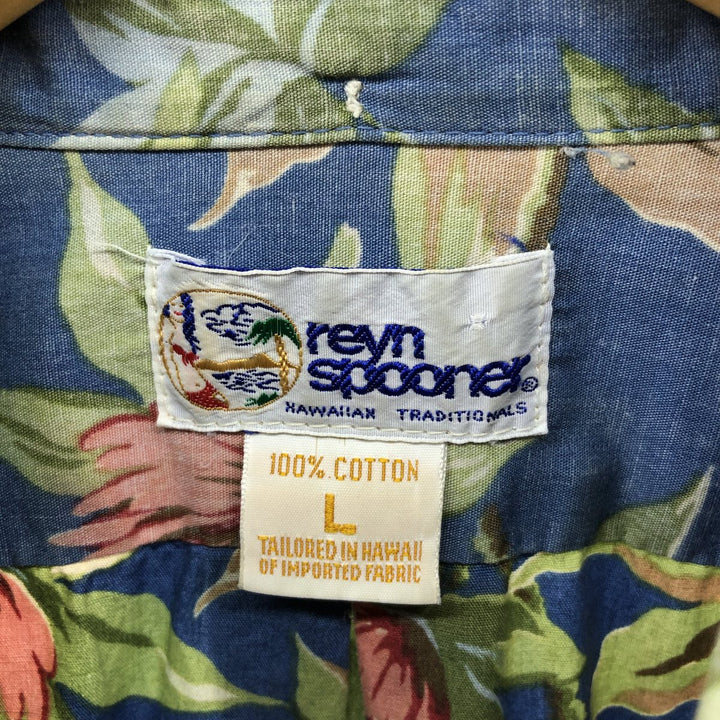 reyn
spooner®
HAWAIIAN TRADITIONALS
100% COTTON
L
TAILORED IN HAWAII
OF IMPORTED FABRIC